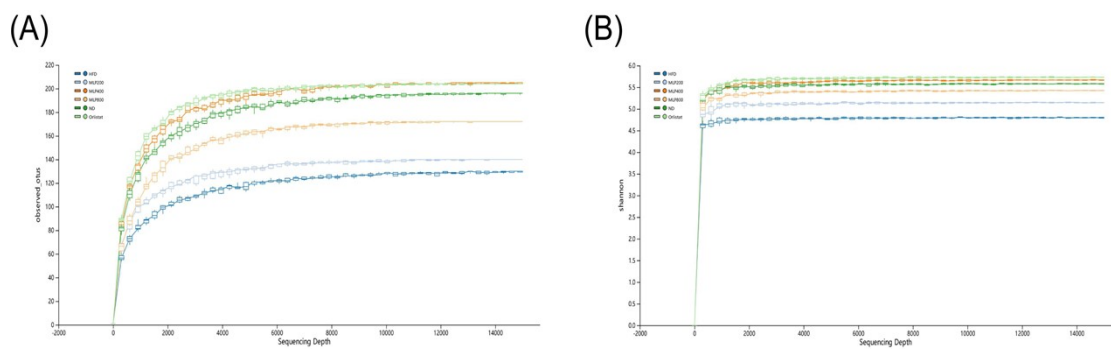 (A)
220
200
180
160
140
120
100
80
60
40
20
0
observed_otus
HFD
MLP200
MLP400
MLP800
ND
Orlistat
-2000
0
2000
4000
6000
8000
10000
12000
14000
Sequencing Depth
(B)
6.0
5.5
5.0
4.5
4.0
3.5
3.0
2.5
2.0
1.5
1.0
0.5
0.0
shannon
HFD
MLP200
MLP400
MLP800
ND
Orlistat
-2000
0
2000
4000
6000
8000
10000
12000
14000
Sequencing Depth